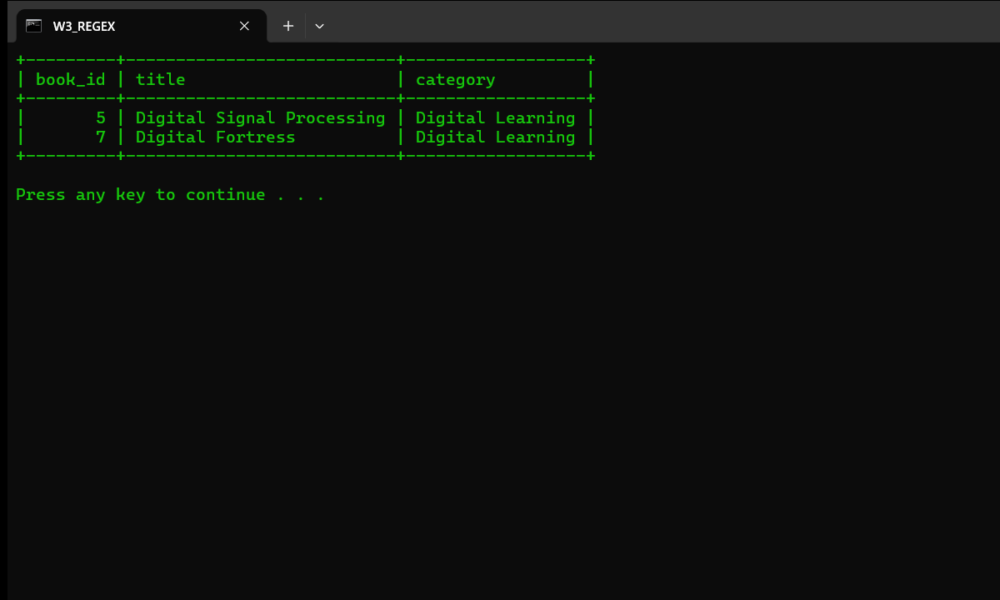 W3_REGEX
+---------+---------------------------+------------------+
| book_id | title                     | category         |
+---------+---------------------------+------------------+
|       5 | Digital Signal Processing | Digital Learning |
|       7 | Digital Fortress          | Digital Learning |
+---------+---------------------------+------------------+
Press any key to continue . . .